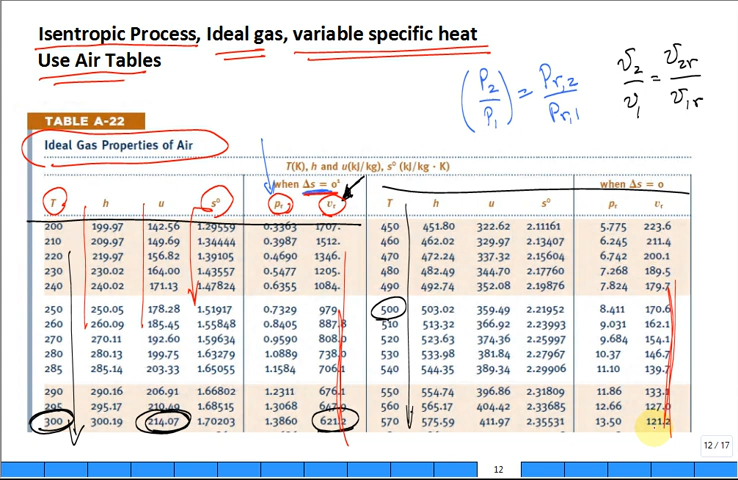 Isentropic Process, Ideal gas, variable specific heat
Use Air Tables
(P2/P1) = Pr,2/Pr,1
v2/v1 = v2r/v1r
TABLE A-22
Ideal Gas Properties of Air
T(K), h and u(kJ/kg), s° (kJ/kg · K)
when Δs = 0 when Δs = 0
T h u s° pr vr T h u s° pr vr
200 199.97 142.56 1.29559 0.3363 1707. 450 451.80 322.62 2.11161 5.775 223.6
210 209.97 149.69 1.34444 0.3987 1512. 460 462.02 329.97 2.13407 6.245 211.4
220 219.97 156.82 1.39105 0.4690 1346. 470 472.24 337.32 2.15604 6.742 200.1
230 230.02 164.00 1.43557 0.5477 1205. 480 482.49 344.70 2.17760 7.268 189.5
240 240.02 171.13 1.47824 0.6355 1084. 490 492.74 352.08 2.19876 7.824 179.7
250 250.05 178.28 1.51917 0.7329 979. 500 503.02 359.49 2.21952 8.411 170.6
260 260.09 185.45 1.55848 0.8405 887.8 510 513.32 366.92 2.23993 9.031 162.1
270 270.11 192.60 1.59634 0.9590 808.0 520 523.63 374.36 2.25997 9.684 154.1
280 280.13 199.75 1.63279 1.0889 738.0 530 533.98 381.84 2.27967 10.37 146.7
285 285.14 203.33 1.65055 1.1584 706.1 540 544.35 389.34 2.29906 11.10 139.7
290 290.16 206.91 1.66802 1.2311 676.1 550 554.74 396.86 2.31809 11.86 133.1
295 295.17 210.49 1.68515 1.3068 647.9 560 565.17 404.42 2.33685 12.66 127.0
300 300.19 214.07 1.70203 1.3860 621.2 570 575.59 411.97 2.35531 13.50 121.2
12 / 17
12